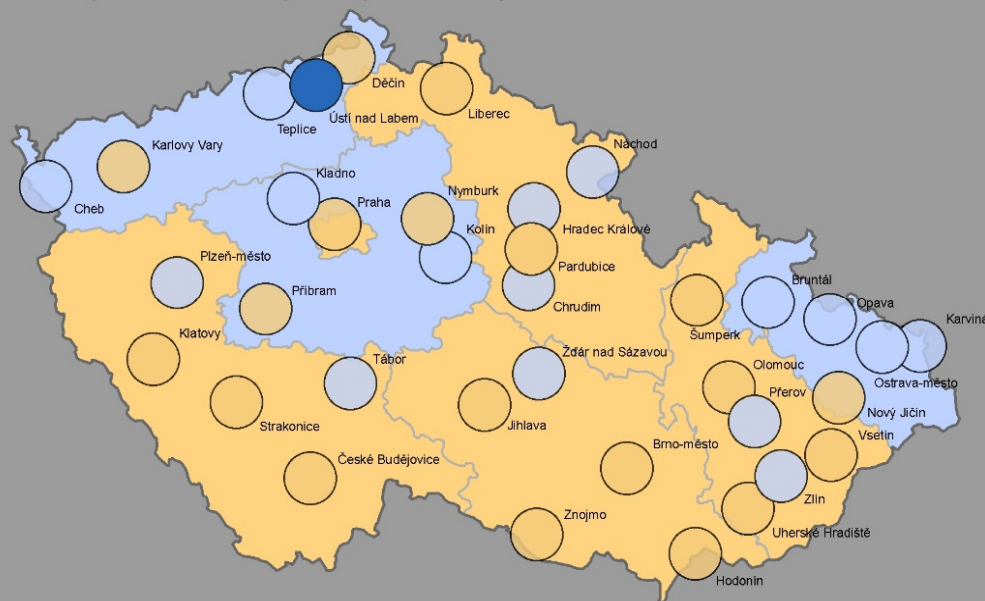 Děčín
Liberec
Ústí nad Labem
Teplice
Karlovy Vary
Náchod
Kladno
Nymburk
Praha
Cheb
Hradec Králové
Kolín
Plzeň-město
Pardubice
Bruntál
Příbram
Opava
Chrudim
Karviná
Klatovy
Šumperk
Tábor
Žďár nad Sázavou
Olomouc
Ostrava-město
Přerov
Nový Jičín
Strakonice
Jihlava
Vsetín
Brno-město
České Budějovice
Zlín
Znojmo
Uherské Hradiště
Hodonín